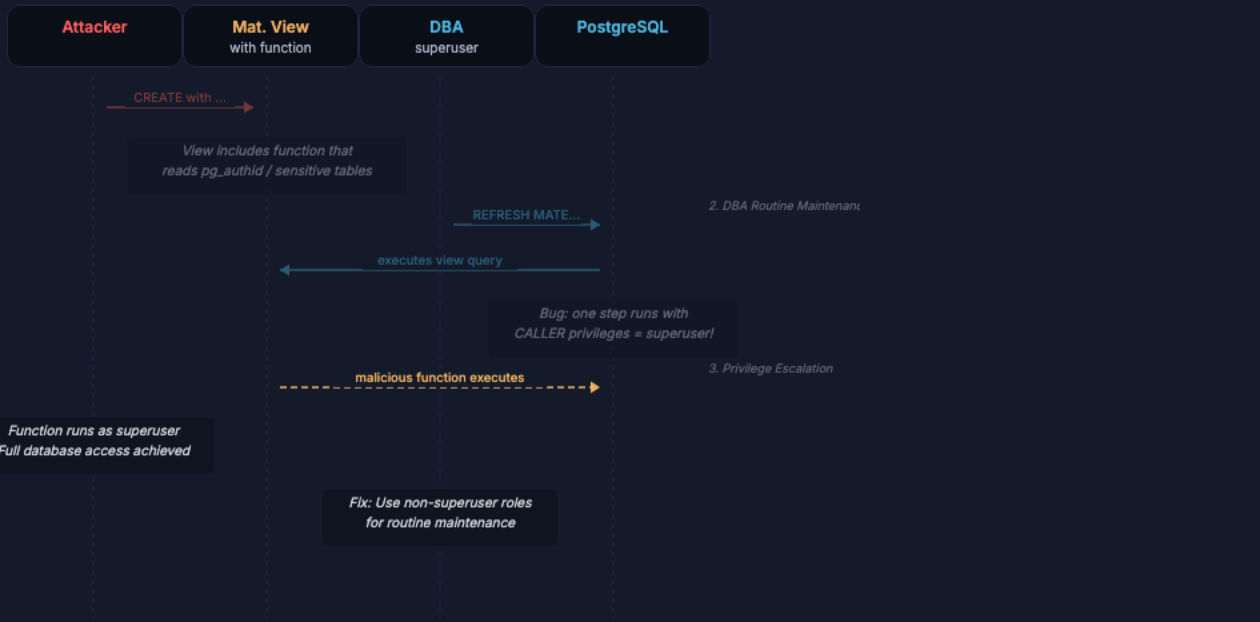 Attacker
Mat. View
with function
DBA
superuser
PostgreSQL
CREATE with ...
View includes function that
reads pg_authid / sensitive tables
2. DBA Routine Maintenanc
REFRESH MATE...
executes view query
Bug: one step runs with
CALLER privileges = superuser!
3. Privilege Escalation
malicious function executes
Function runs as superuser
Full database access achieved
Fix: Use non-superuser roles
for routine maintenance